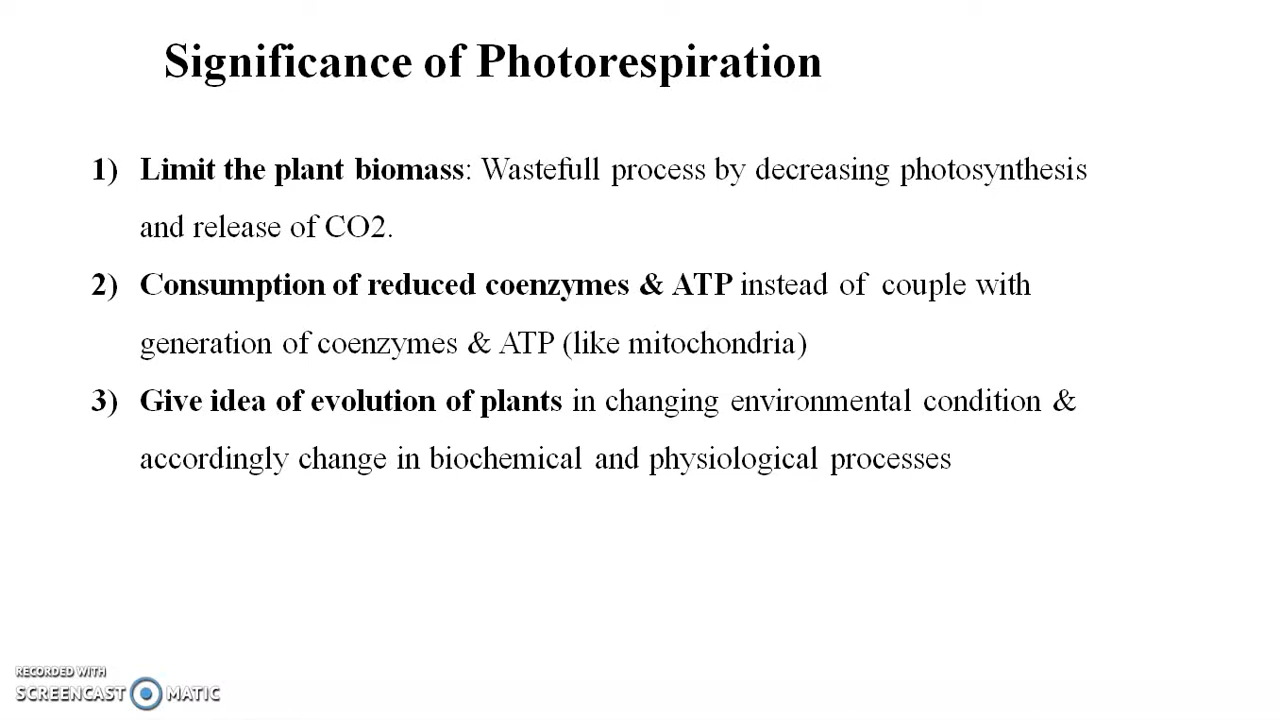 Significance of Photorespiration
1) Limit the plant biomass: Wastefull process by decreasing photosynthesis
and release of CO2.
2) Consumption of reduced coenzymes & ATP instead of couple with
generation of coenzymes & ATP (like mitochondria)
3) Give idea of evolution of plants in changing environmental condition &
accordingly change in biochemical and physiological processes
RECORDED WITH
SCREENCAST MATIC